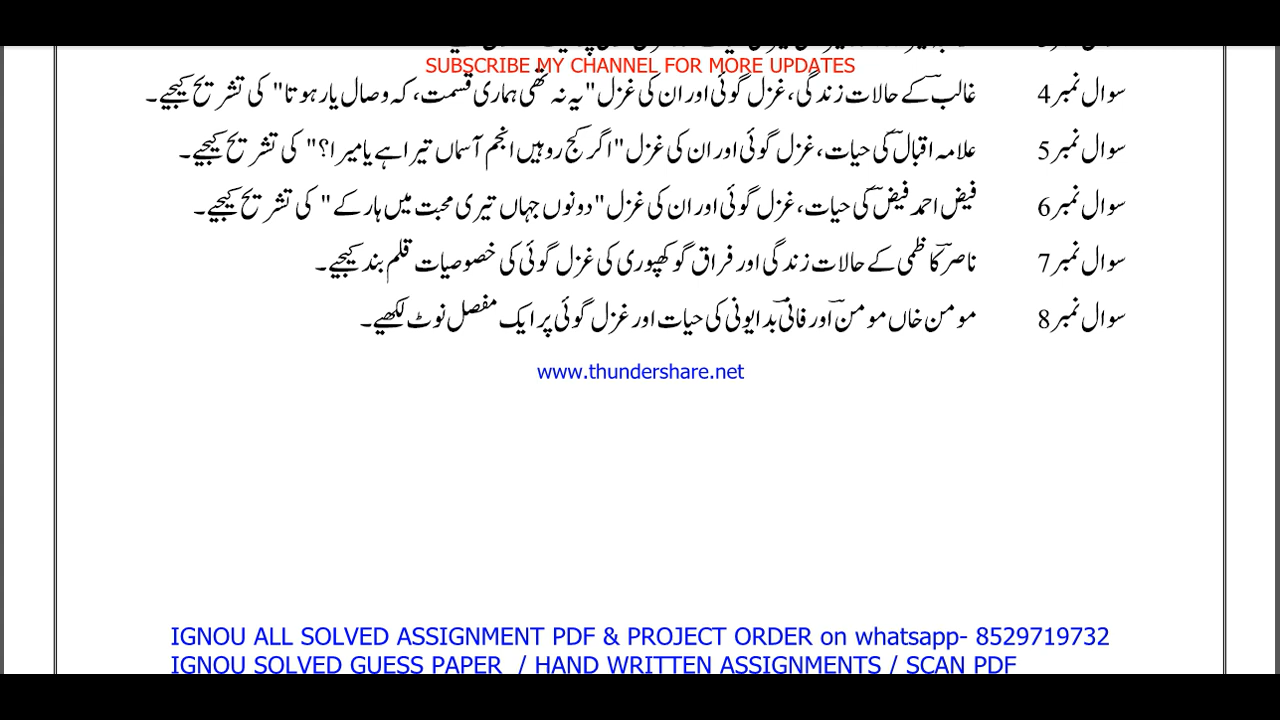 SUBSCRIBE MY CHANNEL FOR MORE UPDATES
سوال نمبر 4 غالبؔ کے حالات زندگی، غزل گوئی اور ان کی غزل "یہ نہ تھی ہماری قسمت، کہ وصال یار ہوتا" کی تشریح کیجیے۔
سوال نمبر 5 علامہ اقبالؔ کی حیات، غزل گوئی اور ان کی غزل "اگر کج رو ہیں انجم آسماں تیرا ہے یا میرا؟" کی تشریح کیجیے۔
سوال نمبر 6 فیض احمد فیضؔ کی حیات، غزل گوئی اور ان کی غزل "دونوں جہاں تیری محبت میں ہار کے" کی تشریح کیجیے۔
سوال نمبر 7 ناصرؔ کاظمی کے حالات زندگی اور فراق گوکھپوری کی غزل گوئی کی خصوصیات قلم بند کیجیے۔
سوال نمبر 8 مومن خاں مومنؔ اور فانیؔ بدایونی کی حیات اور غزل گوئی پر ایک مفصل نوٹ لکھیے۔
www.thundershare.net
IGNOU ALL SOLVED ASSIGNMENT PDF & PROJECT ORDER on whatsapp- 8529719732
IGNOU SOLVED GUESS PAPER / HAND WRITTEN ASSIGNMENTS / SCAN PDF